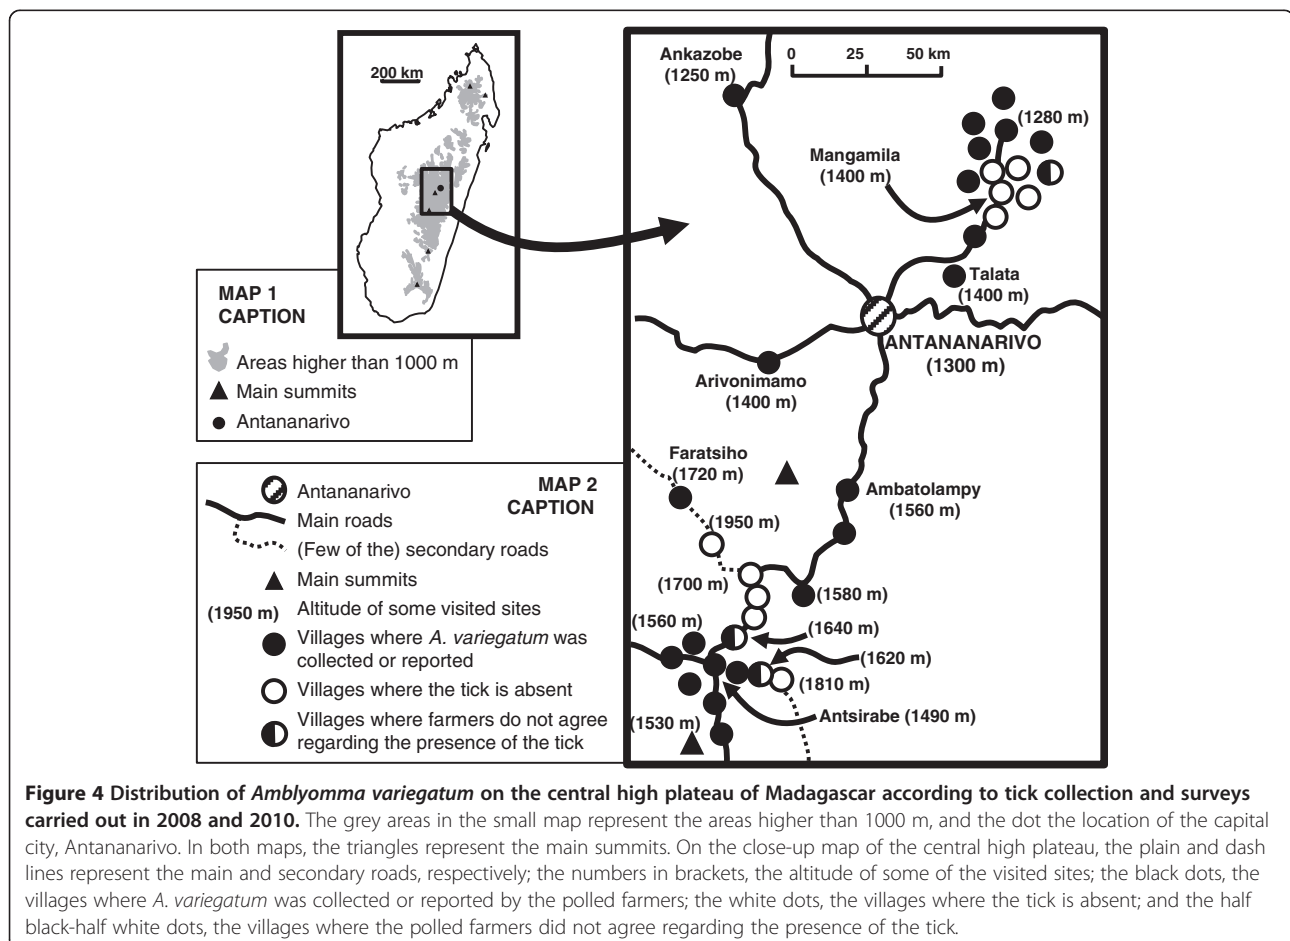 200 km
MAP 1
CAPTION
Areas higher than 1000 m
Main summits
Antananarivo
MAP 2
CAPTION
Antananarivo
Main roads
(Few of the) secondary roads
Main summits
(1950 m)
Altitude of some visited sites
Villages where A. variegatum was
collected or reported
Villages where the tick is absent
Villages where farmers do not agree
regarding the presence of the tick
Ankazobe
(1250 m)
0 25 50 km
(1280 m)
Mangamila
(1400 m)
Talata
(1400 m)
ANTANANARIVO
(1300 m)
Arivonimamo
(1400 m)
Faratsiho
(1720 m)
Ambatolampy
(1560 m)
(1950 m)
(1700 m)
(1580 m)
(1560 m)
(1640 m)
(1620 m)
(1810 m)
Antsirabe (1490 m)
(1530 m)
Figure 4 Distribution of Amblyomma variegatum on the central high plateau of Madagascar according to tick collection and surveys
carried out in 2008 and 2010. The grey areas in the small map represent the areas higher than 1000 m, and the dot the location of the capital
city, Antananarivo. In both maps, the triangles represent the main summits. On the close-up map of the central high plateau, the plain and dash
lines represent the main and secondary roads, respectively; the numbers in brackets, the altitude of some of the visited sites; the black dots, the
villages where A. variegatum was collected or reported by the polled farmers; the white dots, the villages where the tick is absent; and the half
black-half white dots, the villages where the polled farmers did not agree regarding the presence of the tick.